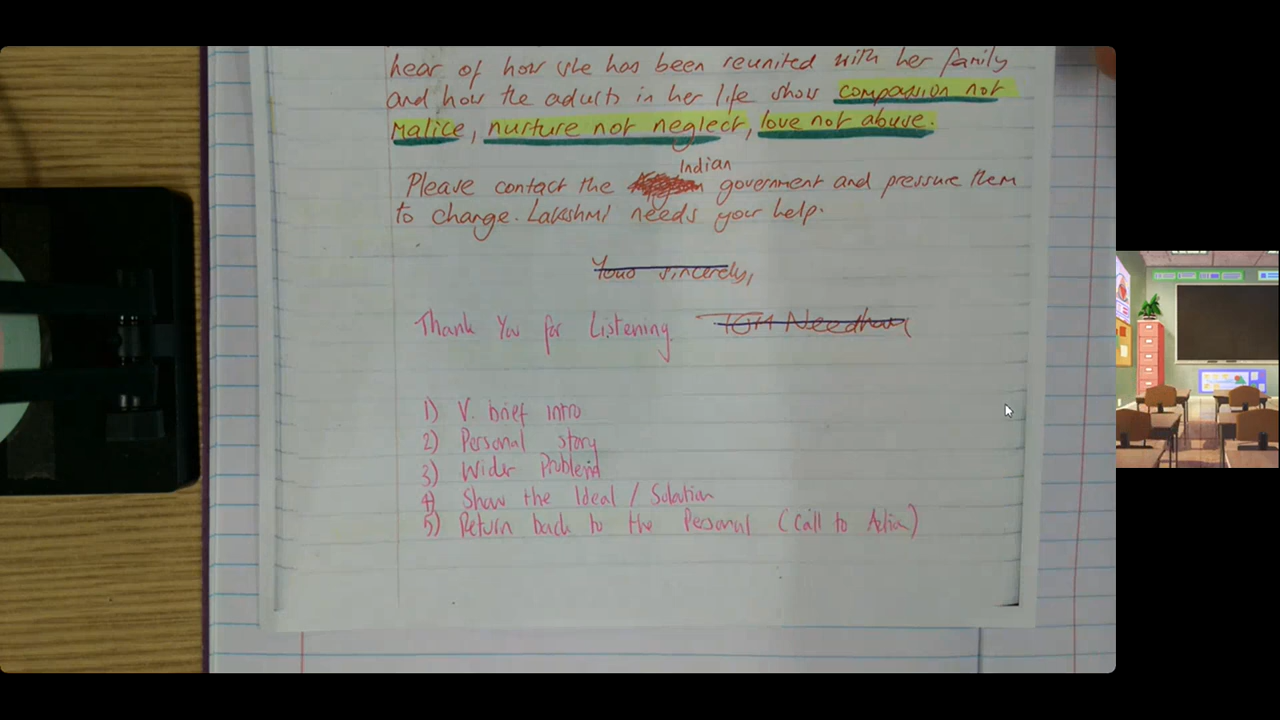 hear of how she has been reunited with her family
and how the adults in her life show compassion not
malice, nurture not neglect, love not abuse.
Indian
Please contact the government and pressure them
to change. Lakshmi needs your help.
Yours sincerely,
Thank You for Listening. Tom Needham
1) V. brief intro
2) Personal story
3) Wider Problem
4) Show the Ideal / Solution
5) Return back to the Personal (Call to Action)